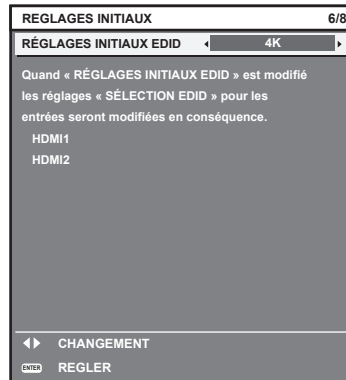 REGLAGES INITIAUX 6/8
RÉGLAGES INITIAUX EDID 4K
Quand « RÉGLAGES INITIAUX EDID » est modifié
les réglages « SÉLECTION EDID » pour les
entrées seront modifiées en conséquence.
HDMI1
HDMI2
CHANGEMENT
ENTER REGLER